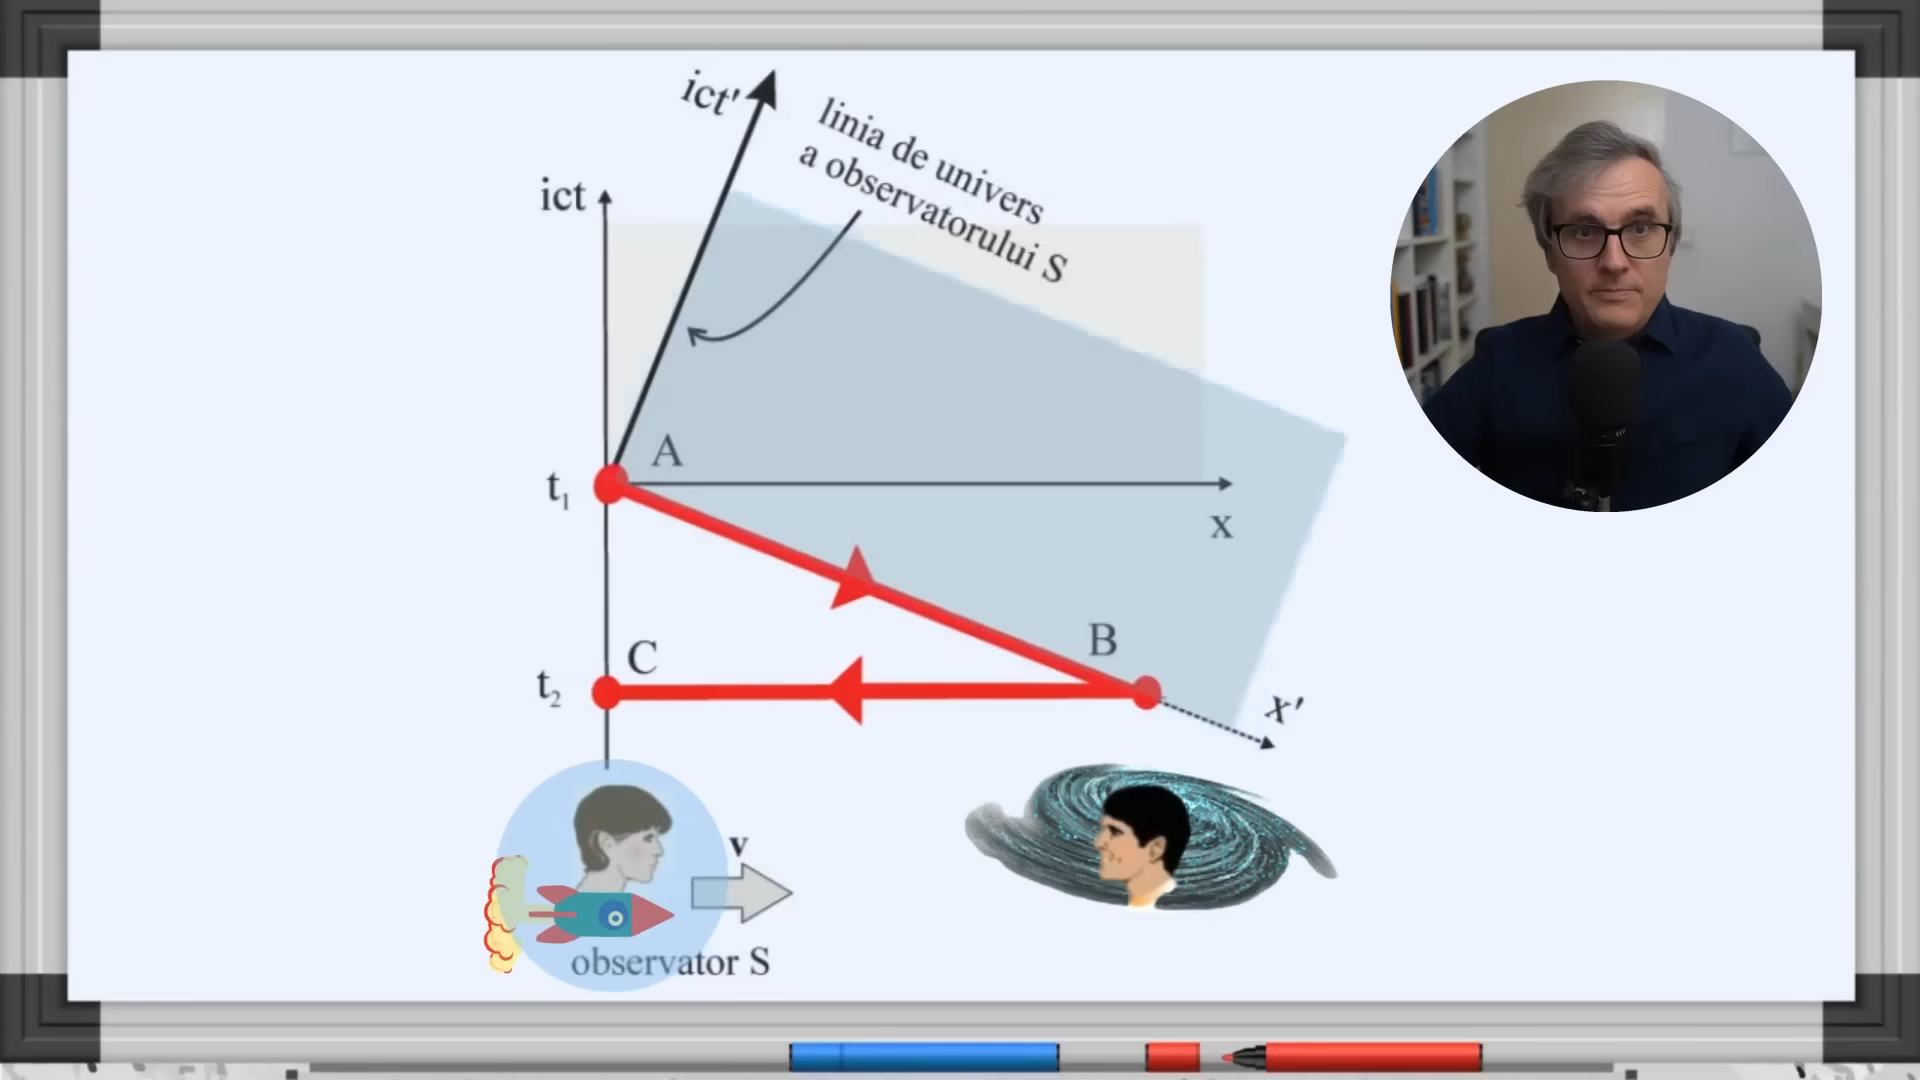 ict'
linia de univers
a observatorului S
ict
A
t₁
x
B
C
t₂
x'
v
observator S